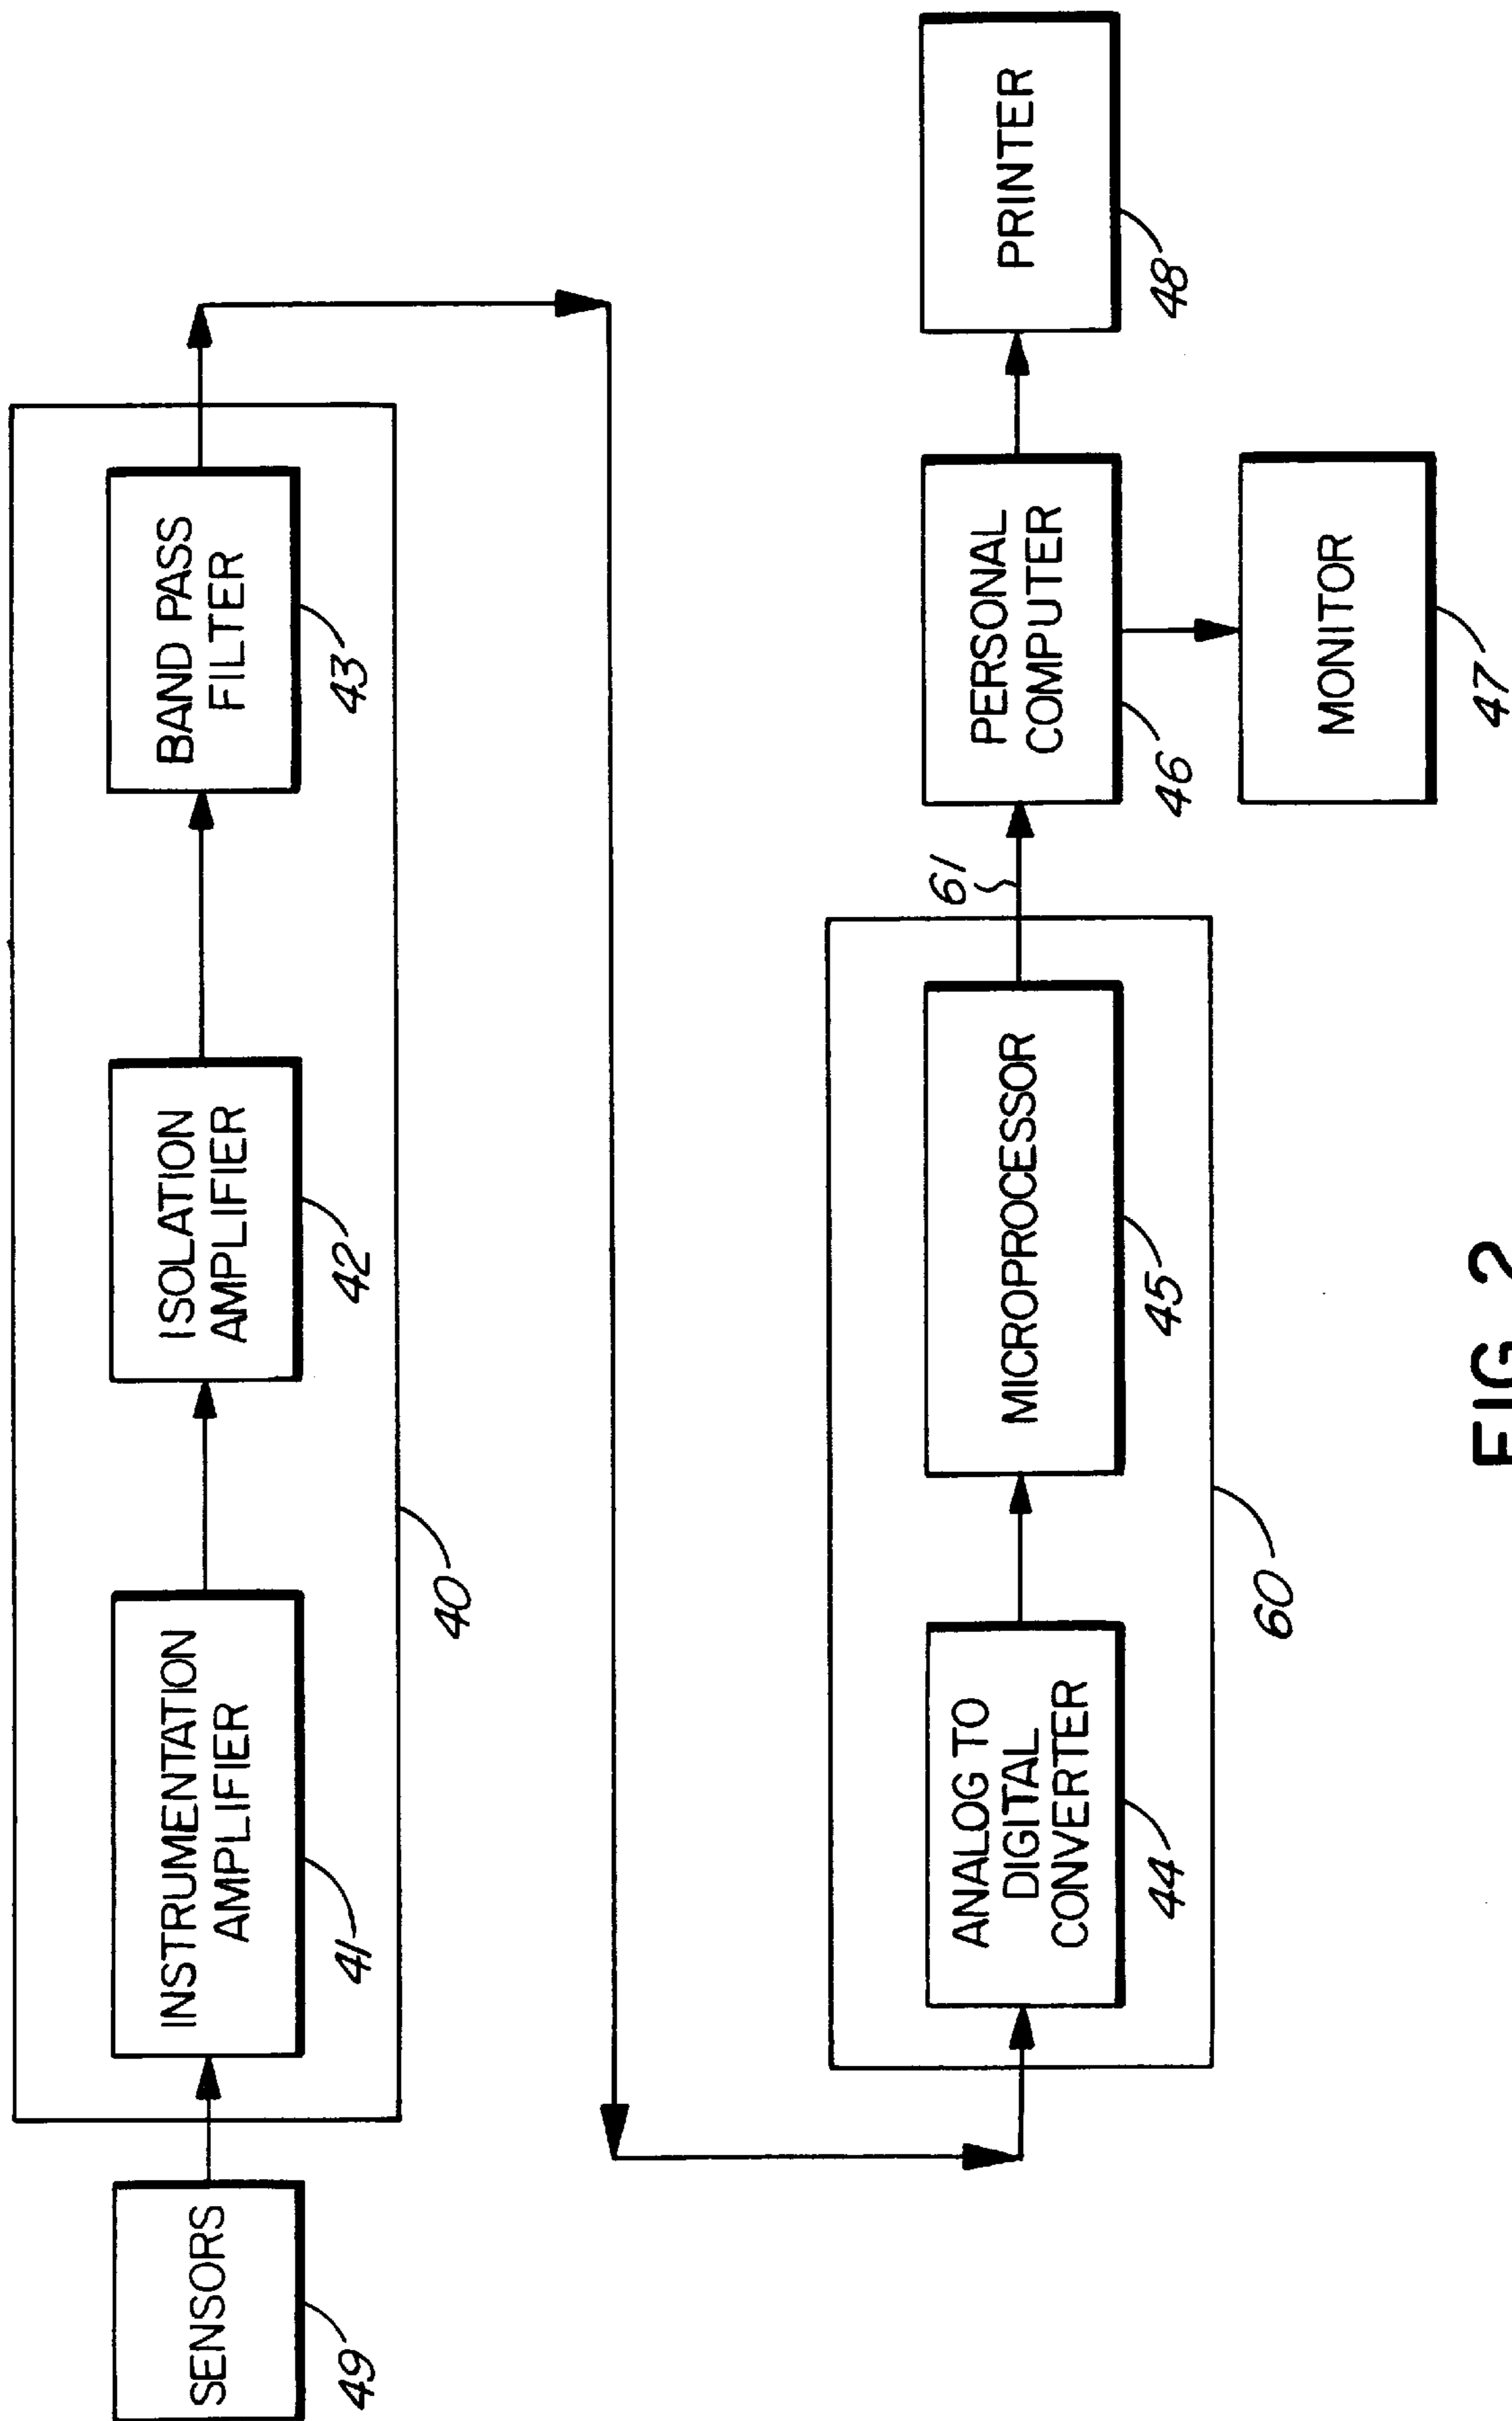 SENSORS
49
INSTRUMENTATION
AMPLIFIER
41
ISOLATION
AMPLIFIER
42
BAND PASS
FILTER
43
40
ANALOG TO
DIGITAL
CONVERTER
44
MICROPROCESSOR
45
60
61
PERSONAL
COMPUTER
46
PRINTER
48
MONITOR
47
FIG. 2